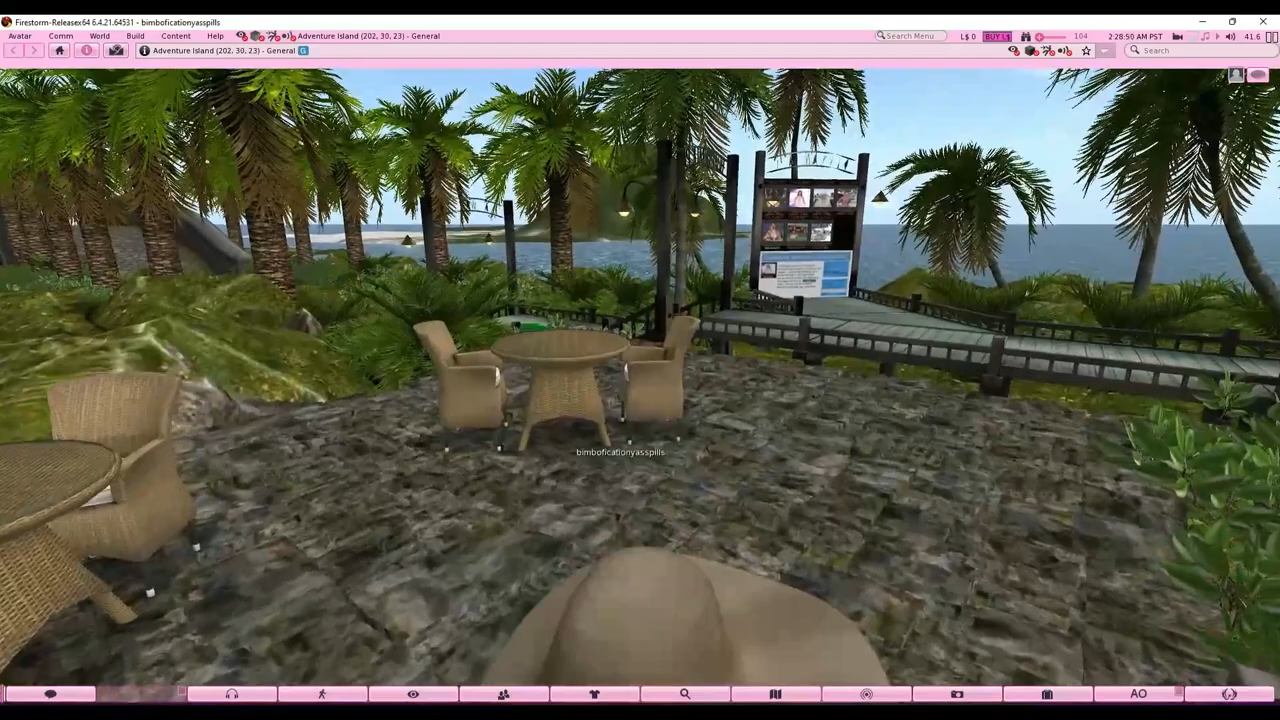 Firestorm-Releasex64 6.4.21.64531 - bimboficationyasspills
Avatar Comm World Build Content Help Adventure Island (202, 30, 23) - General Search Menu L$ 0 BUY L$ 104 2:28:50 AM PST 41.6
Adventure Island (202, 30, 23) - General G Search
bimboficationyasspills
AO